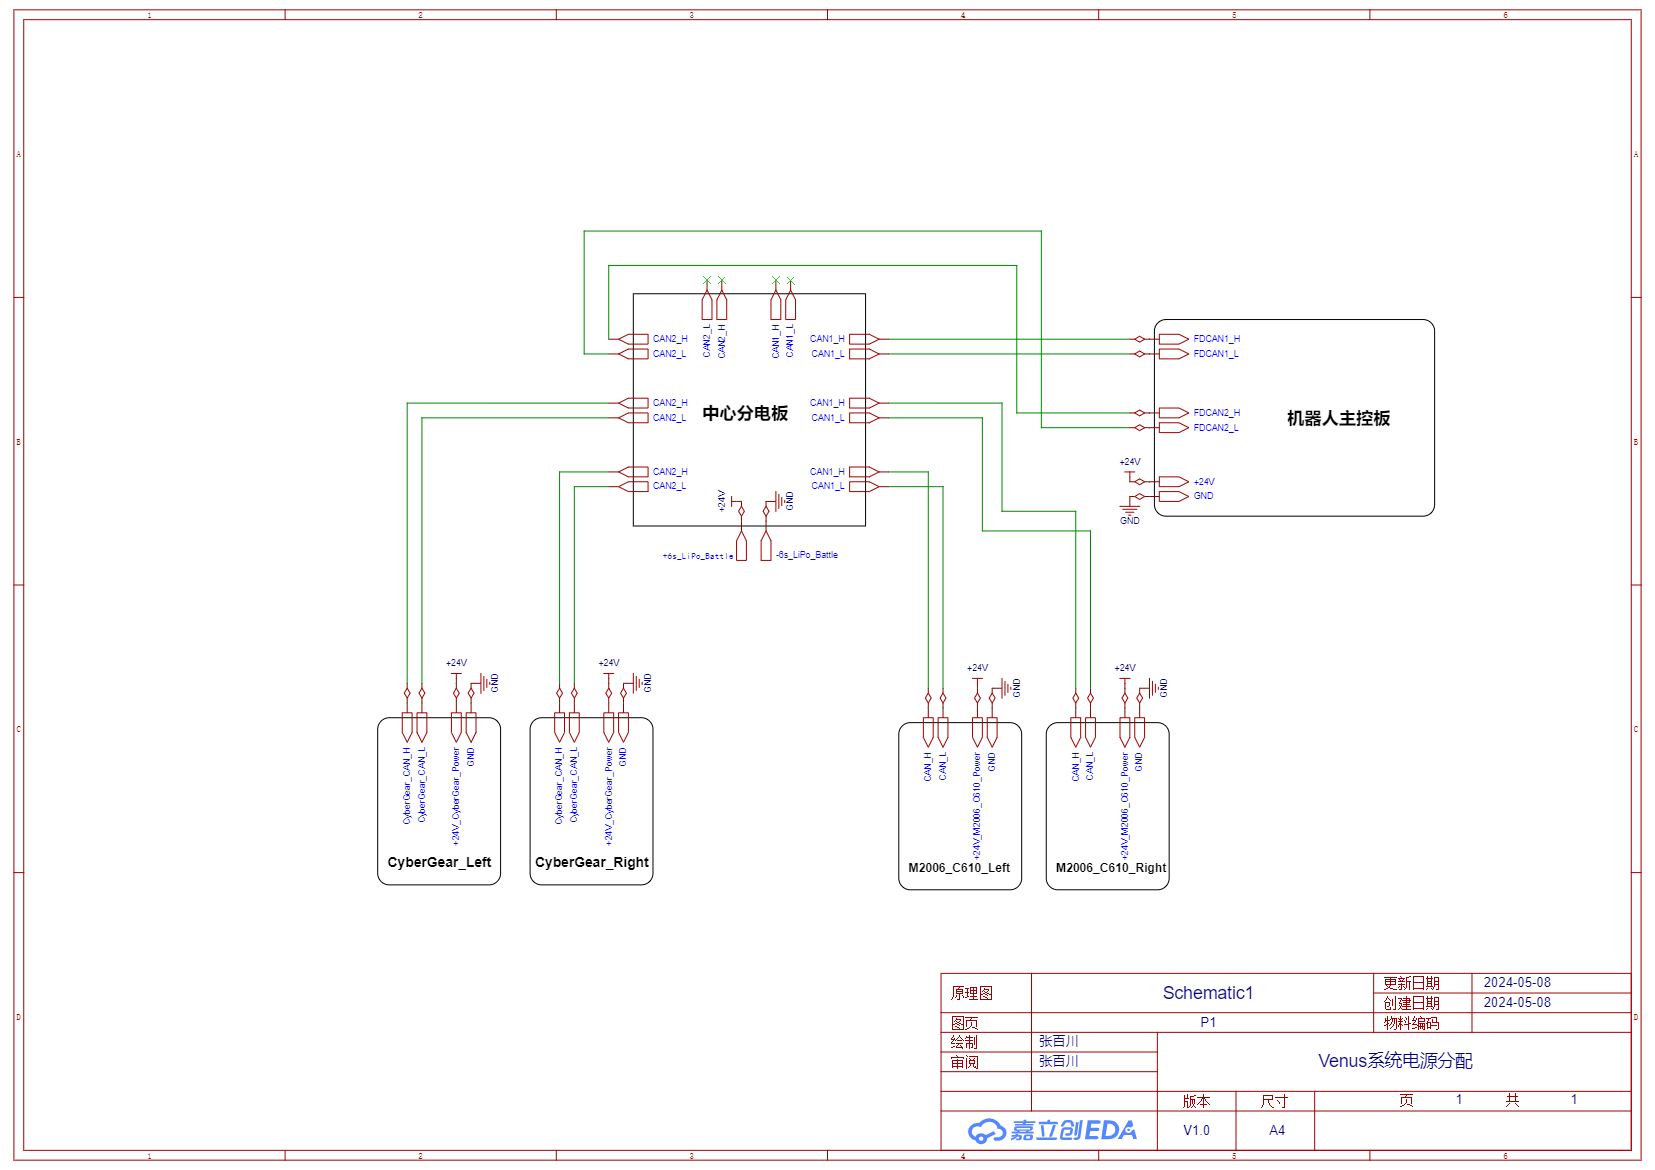 1 2 3 4 5 6
A A
CAN2_L
CAN2_H
CAN1_H
CAN1_L
CAN2_H
CAN2_L
CAN1_H
CAN1_L
FDCAN1_H
FDCAN1_L
CAN2_H
CAN2_L
中心分电板
CAN1_H
CAN1_L
FDCAN2_H
FDCAN2_L
机器人主控板
B B
CAN2_H
CAN2_L
CAN1_H
CAN1_L
+24V
GND
+24V
+24V
GND
GND
+6s_LiPo_Battle
-6s_LiPo_Battle
+24V
GND
+24V
GND
+24V
GND
+24V
GND
C C
CyberGear_CAN_H
CyberGear_CAN_L
+24V_CyberGear_Power
GND
CyberGear_Left
CyberGear_CAN_H
CyberGear_CAN_L
+24V_CyberGear_Power
GND
CyberGear_Right
CAN_H
CAN_L
+24V_M2006_C610_Power
GND
M2006_C610_Left
CAN_H
CAN_L
+24V_M2006_C610_Power
GND
M2006_C610_Right
D D
原理图 Schematic1 更新日期 2024-05-08
创建日期 2024-05-08
图页 P1 物料编码
绘制 张百川
审阅 张百川
Venus系统电源分配
版本 尺寸 页 1 共 1
嘉立创EDA V1.0 A4
1 2 3 4 5 6